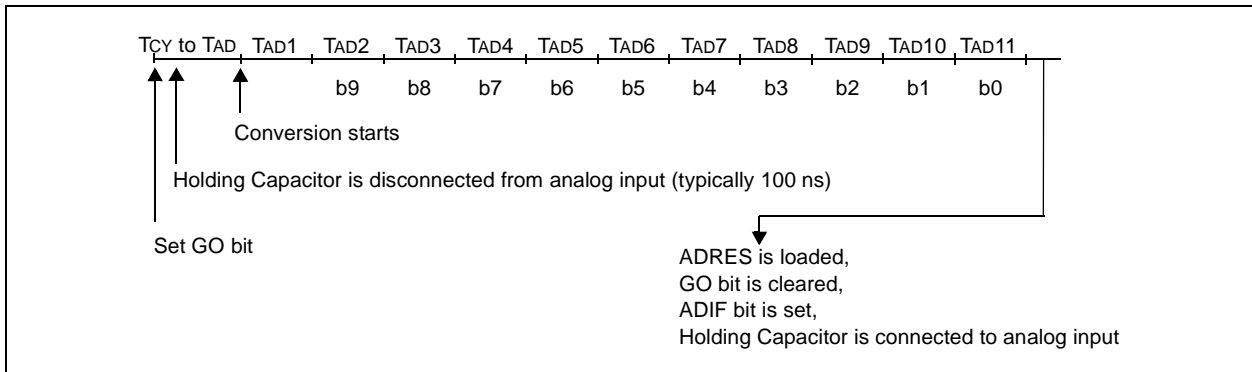 TCY to TAD TAD1 TAD2 TAD3 TAD4 TAD5 TAD6 TAD7 TAD8 TAD9 TAD10 TAD11
b9 b8 b7 b6 b5 b4 b3 b2 b1 b0
Conversion starts
Holding Capacitor is disconnected from analog input (typically 100 ns)
Set GO bit
ADRES is loaded,
GO bit is cleared,
ADIF bit is set,
Holding Capacitor is connected to analog input